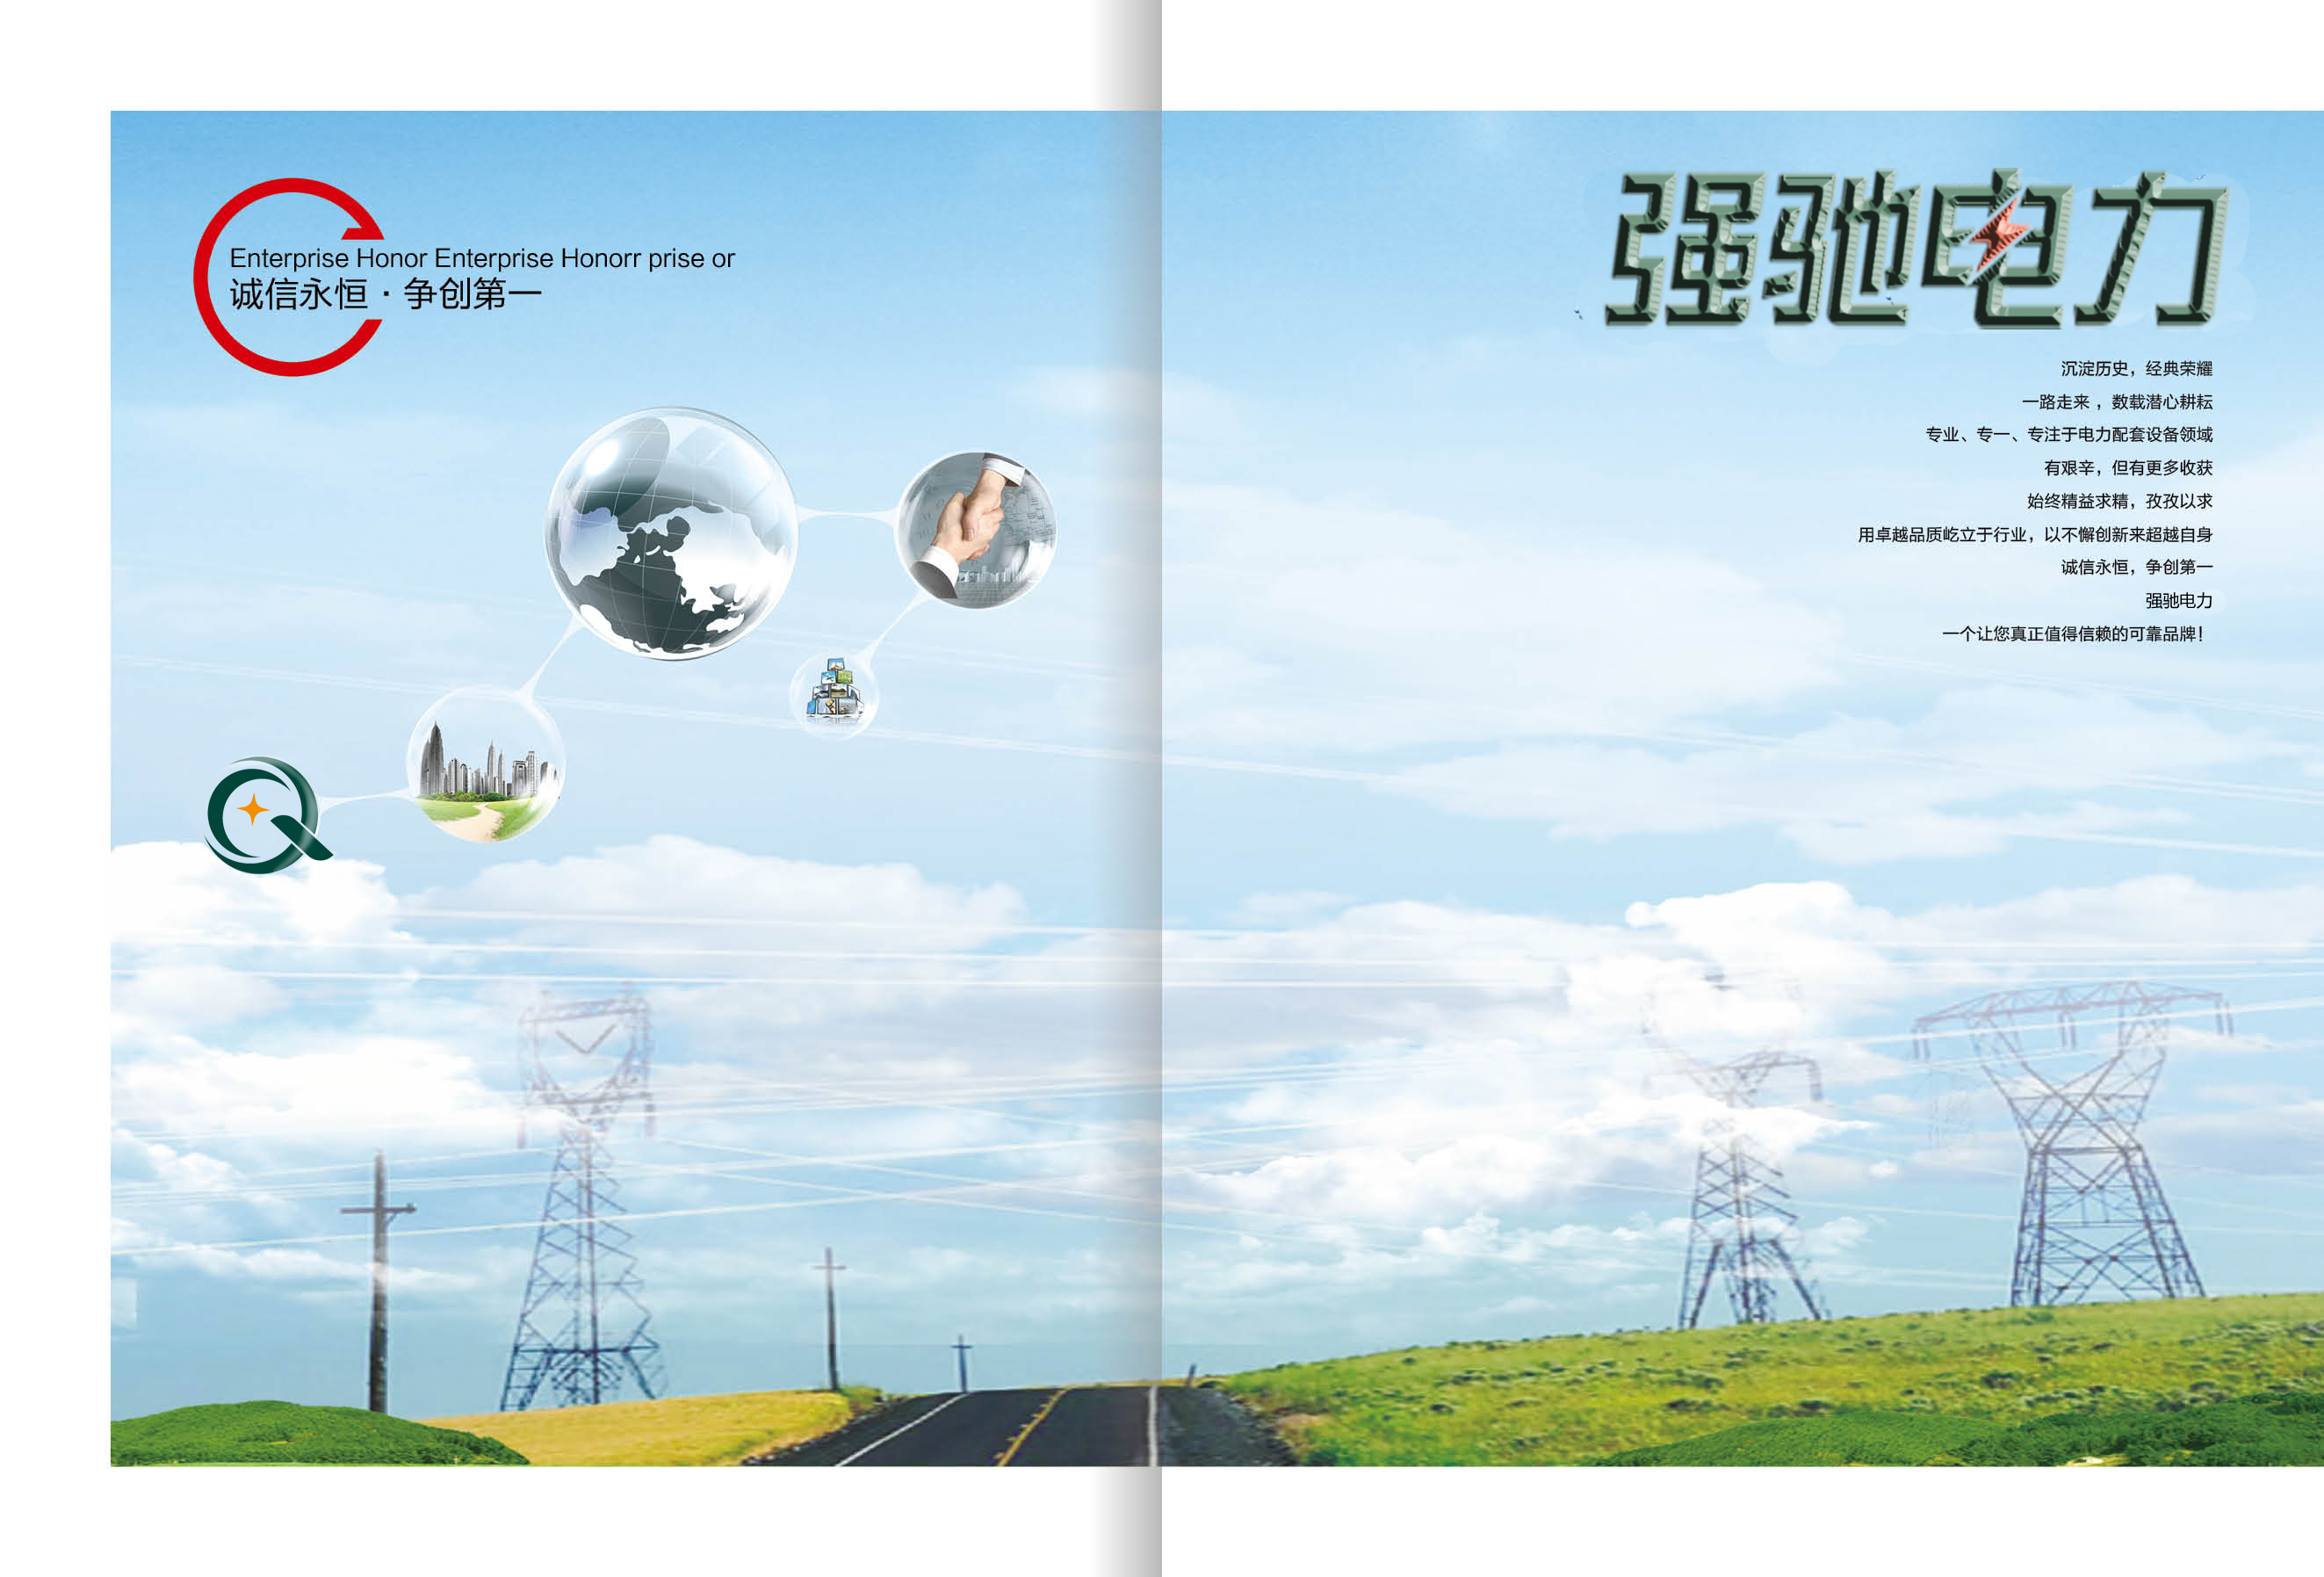 Enterprise Honor Enterprise Honorr prise or
诚信永恒·争创第一
强驰电力
沉淀历史，经典荣耀
一路走来，数载潜心耕耘
专业、专一、专注于电力配套设备领域
有艰辛，但有更多收获
始终精益求精，孜孜以求
用卓越品质屹立于行业，以不懈创新来超越自身
诚信永恒，争创第一
强驰电力
一个让您真正值得信赖的可靠品牌！